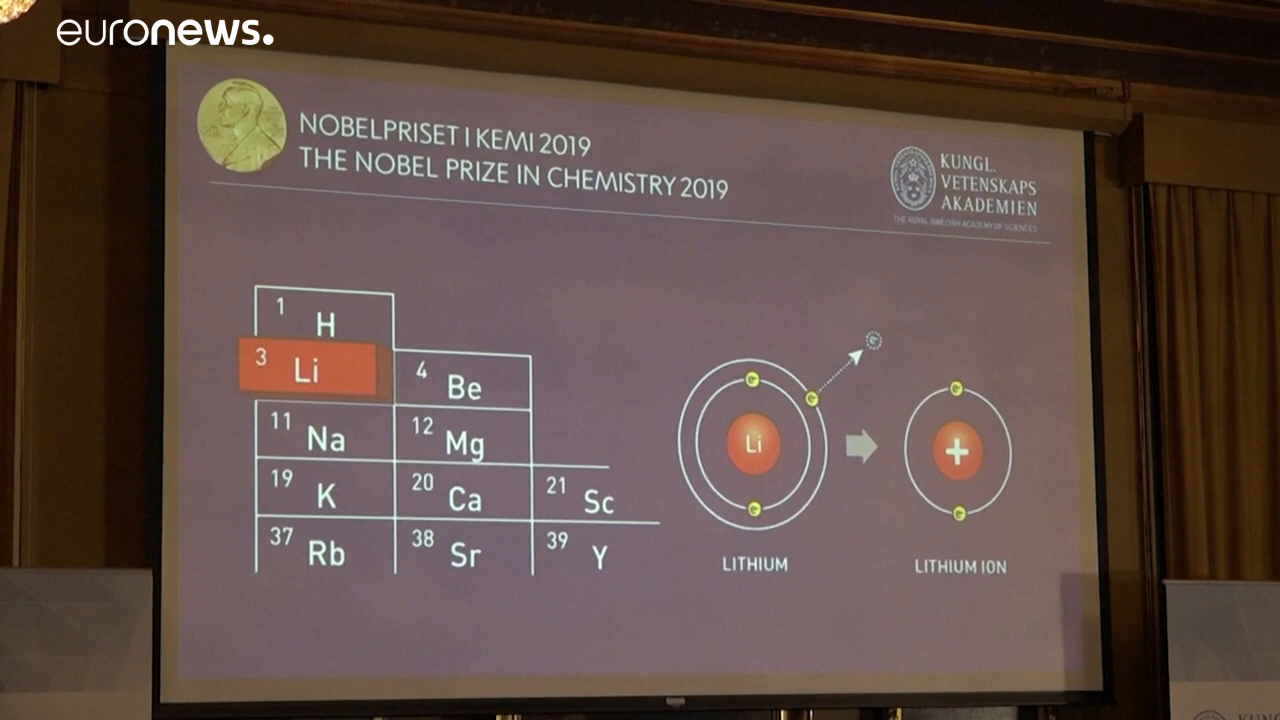 euronews.
NOBELPRISET I KEMI 2019
THE NOBEL PRIZE IN CHEMISTRY 2019
KUNGL.
VETENSKAPS
AKADEMIEN
THE ROYAL SWEDISH ACADEMY OF SCIENCES
1 H
3 Li
4 Be
11 Na
12 Mg
19 K
20 Ca
21 Sc
37 Rb
38 Sr
39 Y
e-
e-
e-
Li
e-
LITHIUM
e-
+
e-
LITHIUM ION